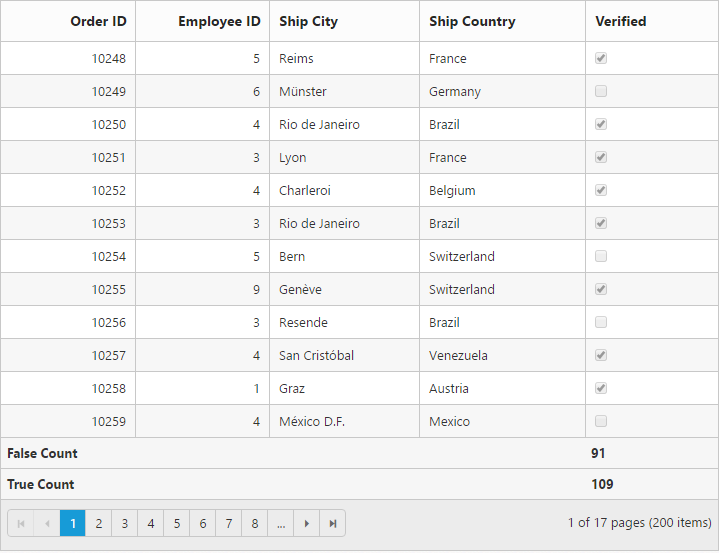 Order ID Employee ID Ship City Ship Country Verified
10248 5 Reims France
10249 6 Münster Germany
10250 4 Rio de Janeiro Brazil
10251 3 Lyon France
10252 4 Charleroi Belgium
10253 3 Rio de Janeiro Brazil
10254 5 Bern Switzerland
10255 9 Genève Switzerland
10256 3 Resende Brazil
10257 4 San Cristóbal Venezuela
10258 1 Graz Austria
10259 4 México D.F. Mexico
False Count 91
True Count 109
1 2 3 4 5 6 7 8 ... 1 of 17 pages (200 items)